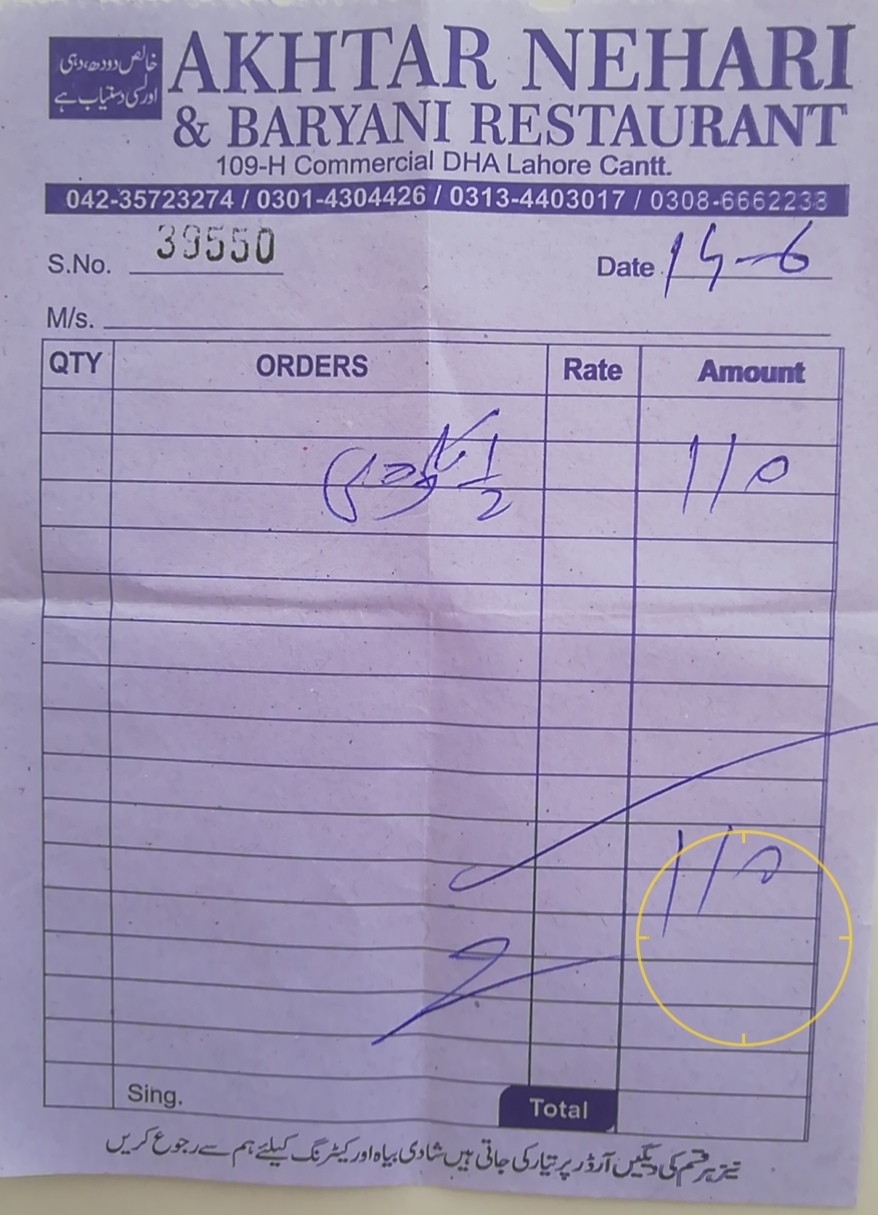 خالص دودھ، دہی
اور لسی دستیاب ہے
AKHTAR NEHARI
& BARYANI RESTAURANT
109-H Commercial DHA Lahore Cantt.
042-35723274 / 0301-4304426 / 0313-4403017 / 0308-6662238
S.No. 39550 Date 15-6
M/s.
QTY ORDERS Rate Amount
1/2 110
110
Sing. Total
نیز ہر قسم کی دیگیں آرڈر پر تیار کی جاتی ہیں شادی بیاہ اور کیٹرنگ کیلئے ہم سے رجوع کریں